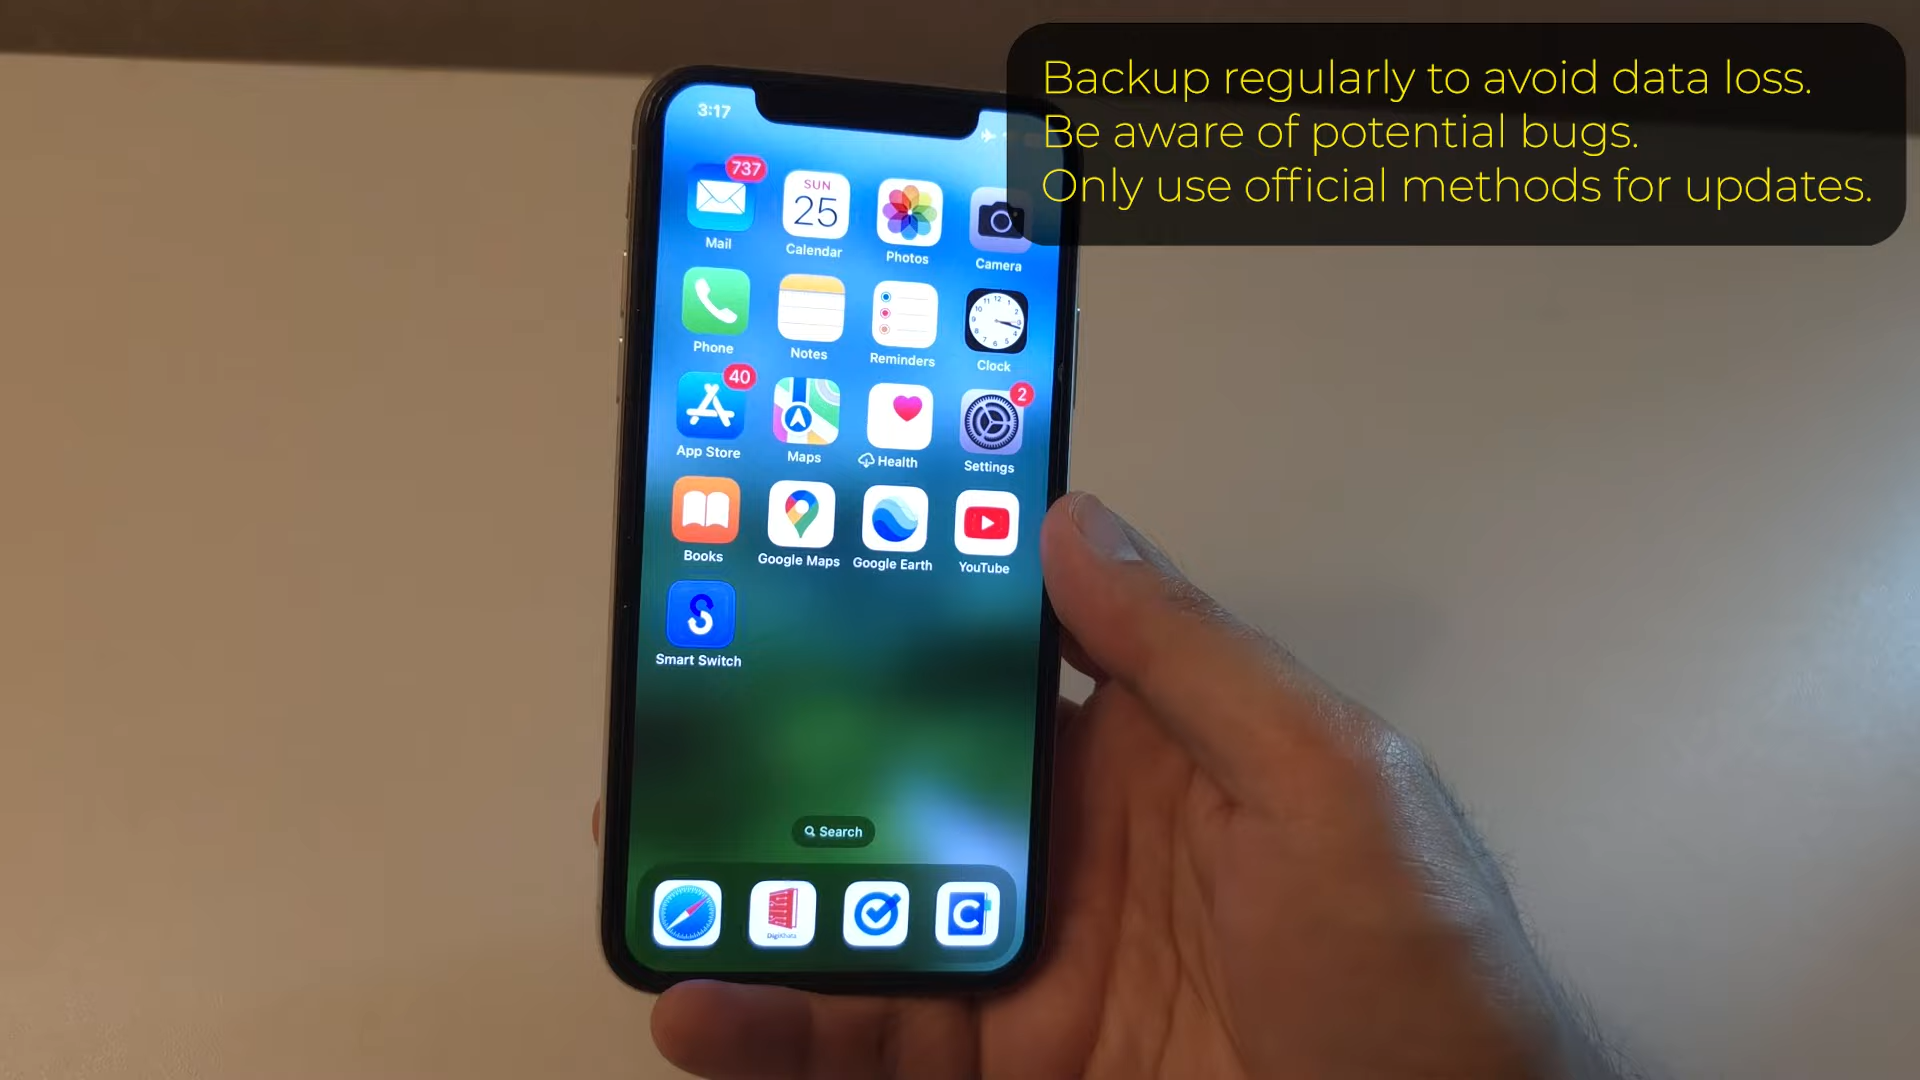 Backup regularly to avoid data loss.
Be aware of potential bugs.
Only use official methods for updates.
3:17
737
SUN
25
Mail
Calendar
Photos
Camera
Phone
Notes
Reminders
Clock
40
2
App Store
Maps
Health
Settings
Books
Google Maps
Google Earth
YouTube
Smart Switch
Search
DigiKhata